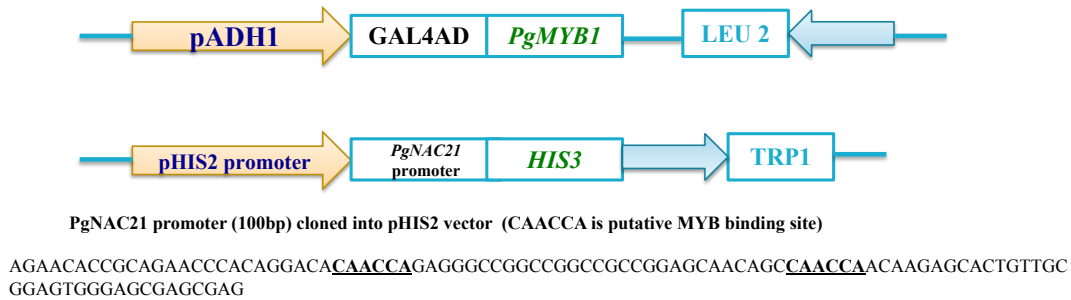 pADH1 GAL4AD PgMYB1 LEU 2
pHIS2 promoter PgNAC21 promoter HIS3 TRP1
PgNAC21 promoter (100bp) cloned into pHIS2 vector (CAACCA is putative MYB binding site)
AGAACACCGCAGAACCCACAGGACACAACCAGAGGGCCGGCCGGCCGCCGGAGCAACAGCCAACCAACAAGAGCACTGTTGC
GGAGTGGGAGCGAGCGAG